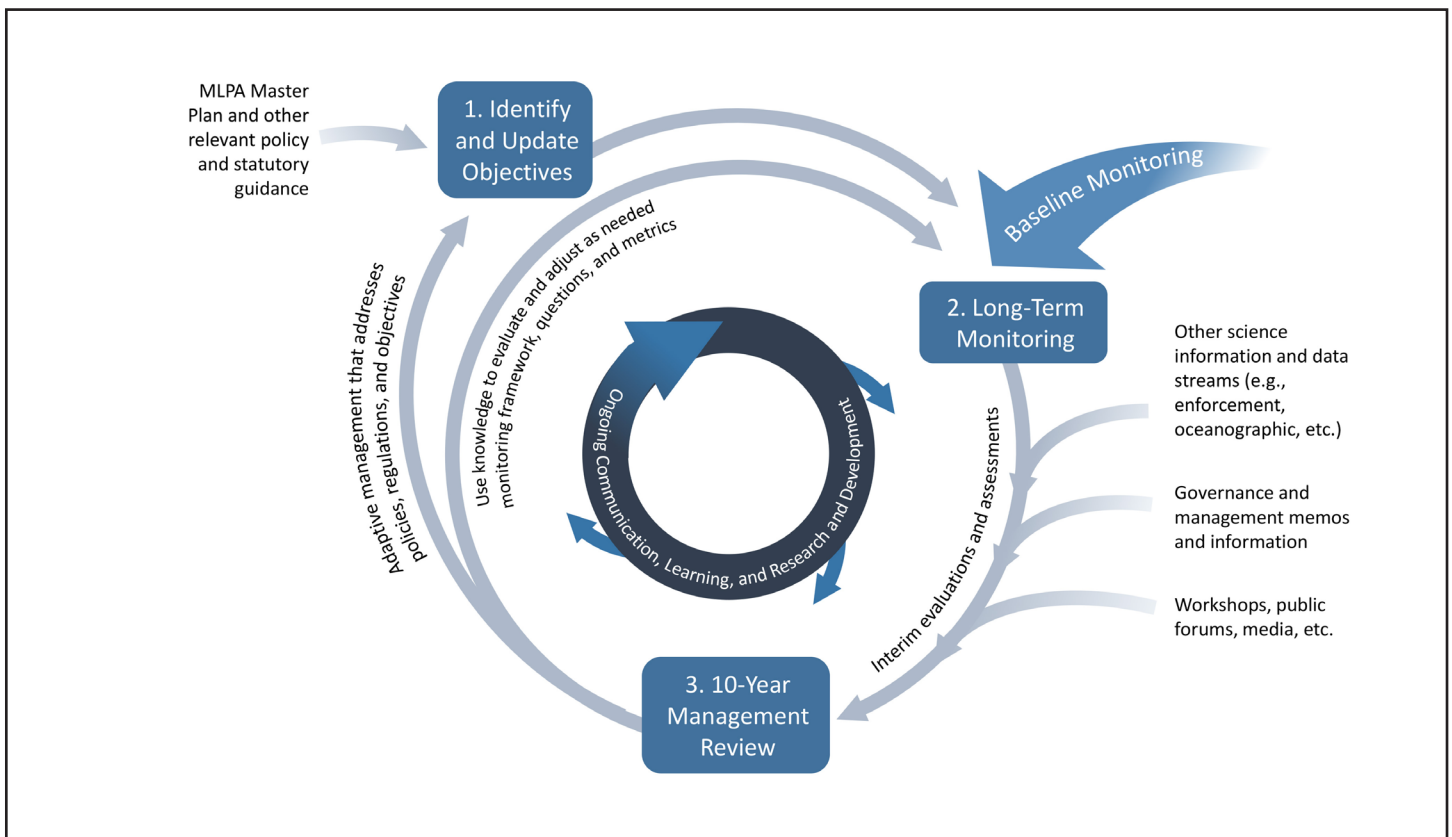 MLPA Master
Plan and other
relevant policy
and statutory
guidance
1. Identify
and Update
Objectives
Baseline Monitoring
2. Long-Term
Monitoring
Other science
information and data
streams (e.g.,
enforcement,
oceanographic, etc.)
Governance and
management memos
and information
Workshops, public
forums, media, etc.
Interim evaluations and assessments
3. 10-Year
Management
Review
Adaptive management that addresses
policies, regulations, and objectives
Use knowledge to evaluate and adjust as needed
monitoring framework, questions, and metrics
Ongoing Communication, Learning, and Research and Development